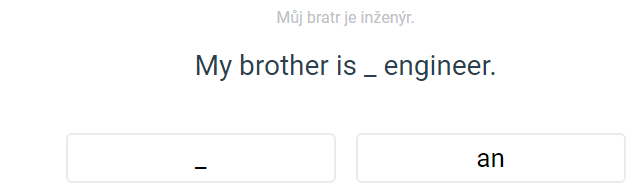 Můj bratr je inženýr.
My brother is _ engineer.
_ an